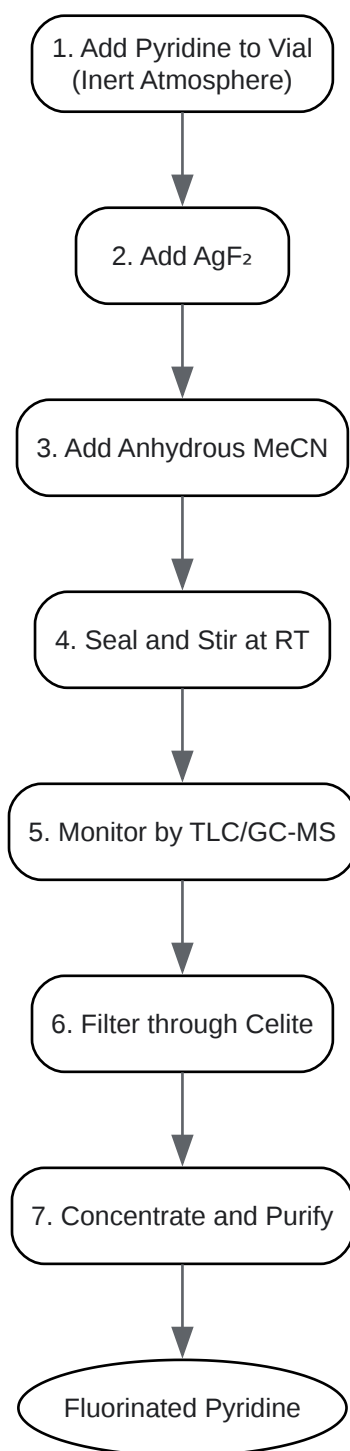 1. Add Pyridine to Vial
(Inert Atmosphere)
2. Add AgF₂
3. Add Anhydrous MeCN
4. Seal and Stir at RT
5. Monitor by TLC/GC-MS
6. Filter through Celite
7. Concentrate and Purify
Fluorinated Pyridine